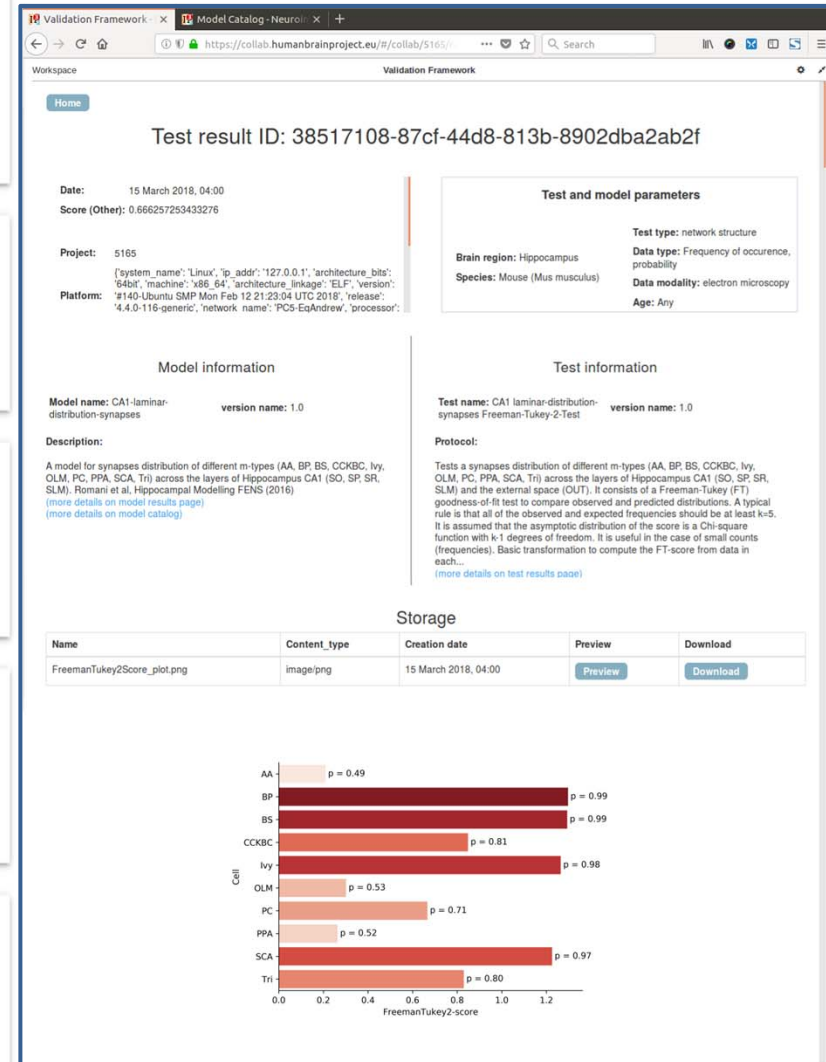 Validation Framework -
Model Catalog - Neuroin
https://collab.humanbrainproject.eu/#/collab/5165/
Search
Workspace
Validation Framework
Home
Test result ID: 38517108-87cf-44d8-813b-8902dba2ab2f
Date: 15 March 2018, 04:00
Score (Other): 0.666257253433276
Project: 5165
Platform:
{'system_name': 'Linux', 'ip_addr': '127.0.0.1', 'architecture_bits':
'64bit', 'machine': 'x86_64', 'architecture_linkage': 'ELF', 'version':
'#140-Ubuntu SMP Mon Feb 12 21:23:04 UTC 2018', 'release':
'4.4.0-116-generic', 'network_name': 'PC5-EqAndrew', 'processor':
Test and model parameters
Brain region: Hippocampus
Species: Mouse (Mus musculus)
Test type: network structure
Data type: Frequency of occurence,
probability
Data modality: electron microscopy
Age: Any
Model information
Model name: CA1-laminar-
distribution-synapses
version name: 1.0
Description:
A model for synapses distribution of different m-types (AA, BP, BS, CCKBC, Ivy,
OLM, PC, PPA, SCA, Tri) across the layers of Hippocampus CA1 (SO, SP, SR,
SLM). Romani et al, Hippocampal Modelling FENS (2016)
(more details on model results page)
(more details on model catalog)
Test information
Test name: CA1 laminar-distribution-
synapses Freeman-Tukey-2-Test
version name: 1.0
Protocol:
Tests a synapses distribution of different m-types (AA, BP, BS, CCKBC, Ivy,
OLM, PC, PPA, SCA, Tri) across the layers of Hippocampus CA1 (SO, SP, SR,
SLM) and the external space (OUT). It consists of a Freeman-Tukey (FT)
goodness-of-fit test to compare observed and predicted distributions. A typical
rule is that all of the observed and expected frequencies should be at least k=5.
It is assumed that the asymptotic distribution of the score is a Chi-square
function with k-1 degrees of freedom. It is useful in the case of small counts
(frequencies). Basic transformation to compute the FT-score from data in
each...
(more details on test results page)
Storage
Name Content_type Creation date Preview Download
FreemanTukey2Score_plot.png image/png 15 March 2018, 04:00 Preview Download
AA p = 0.49
BP p = 0.99
BS p = 0.99
CCKBC p = 0.81
Ivy p = 0.98
Cell
OLM p = 0.53
PC p = 0.71
PPA p = 0.52
SCA p = 0.97
Tri p = 0.80
0.0 0.2 0.4 0.6 0.8 1.0 1.2
FreemanTukey2-score